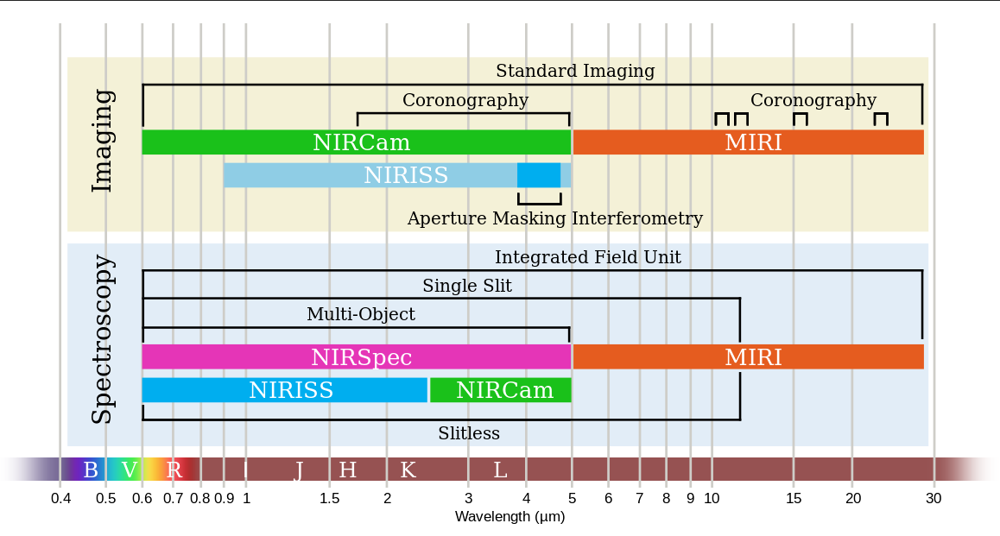 Imaging
Standard Imaging
Coronography
Coronography
NIRCam
MIRI
NIRISS
Aperture Masking Interferometry
Spectroscopy
Integrated Field Unit
Single Slit
Multi-Object
NIRSpec
MIRI
NIRISS
NIRCam
Slitless
B V R I J H K L
0.4 0.5 0.6 0.7 0.8 0.9 1 1.5 2 3 4 5 6 7 8 9 10 15 20 30
Wavelength (µm)